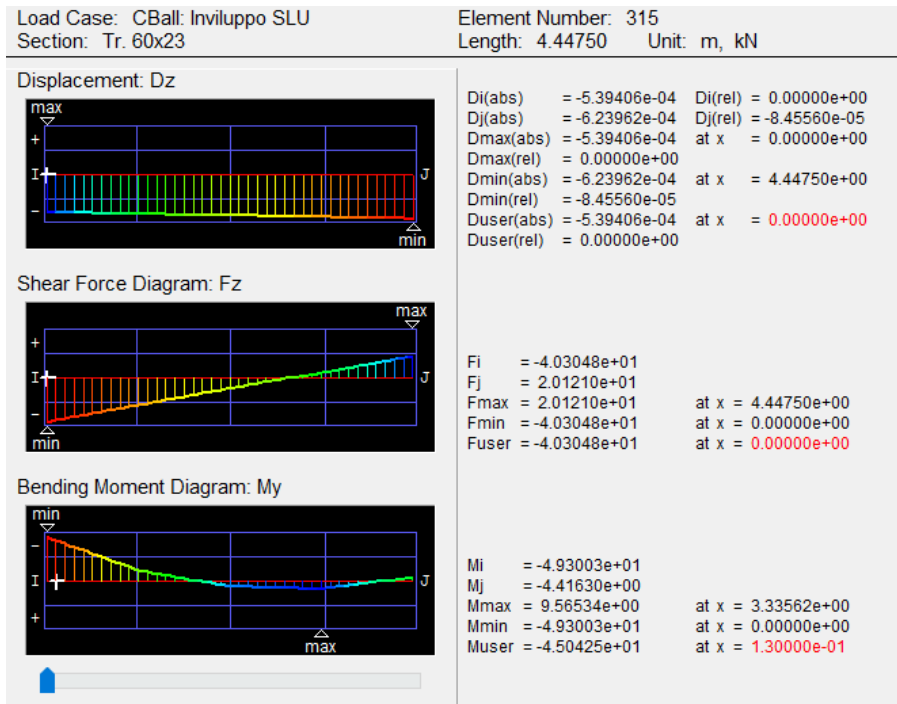 Load Case: CBall: Inviluppo SLU
Section: Tr. 60x23
Element Number: 315
Length: 4.44750 Unit: m, kN
Displacement: Dz
max
+
I
J
-
min
Di(abs) = -5.39406e-04 Di(rel) = 0.00000e+00
Dj(abs) = -6.23962e-04 Dj(rel) = -8.45560e-05
Dmax(abs) = -5.39406e-04 at x = 0.00000e+00
Dmax(rel) = 0.00000e+00
Dmin(abs) = -6.23962e-04 at x = 4.44750e+00
Dmin(rel) = -8.45560e-05
Duser(abs) = -5.39406e-04 at x = 0.00000e+00
Duser(rel) = 0.00000e+00
Shear Force Diagram: Fz
max
+
I
J
-
min
Fi = -4.03048e+01
Fj = 2.01210e+01
Fmax = 2.01210e+01 at x = 4.44750e+00
Fmin = -4.03048e+01 at x = 0.00000e+00
Fuser = -4.03048e+01 at x = 0.00000e+00
Bending Moment Diagram: My
min
-
I
J
+
max
Mi = -4.93003e+01
Mj = -4.41630e+00
Mmax = 9.56534e+00 at x = 3.33562e+00
Mmin = -4.93003e+01 at x = 0.00000e+00
Muser = -4.50425e+01 at x = 1.30000e-01